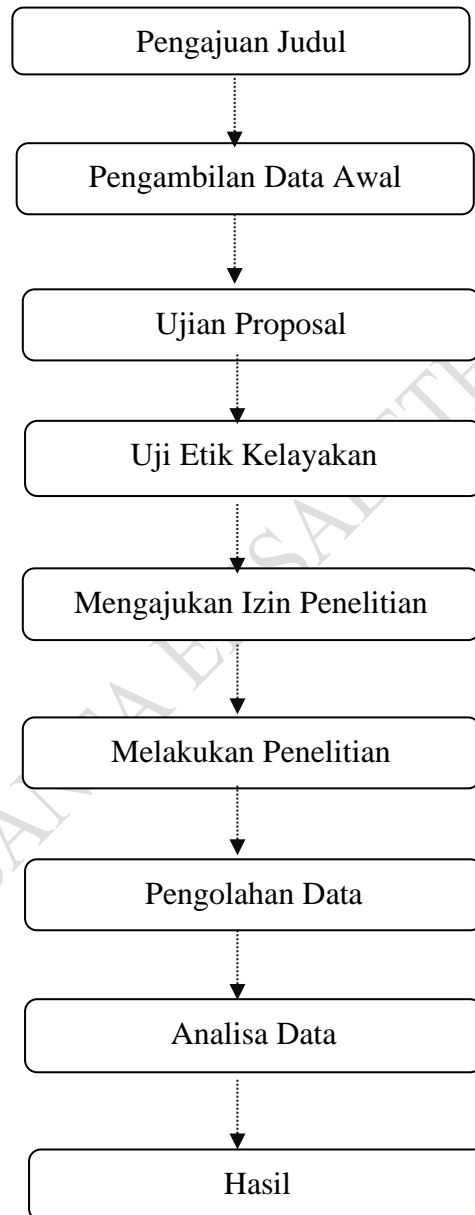 Pengajuan Judul
Pengambilan Data Awal
Ujian Proposal
Uji Etik Kelayakan
Mengajukan Izin Penelitian
Melakukan Penelitian
Pengolahan Data
Analisa Data
Hasil